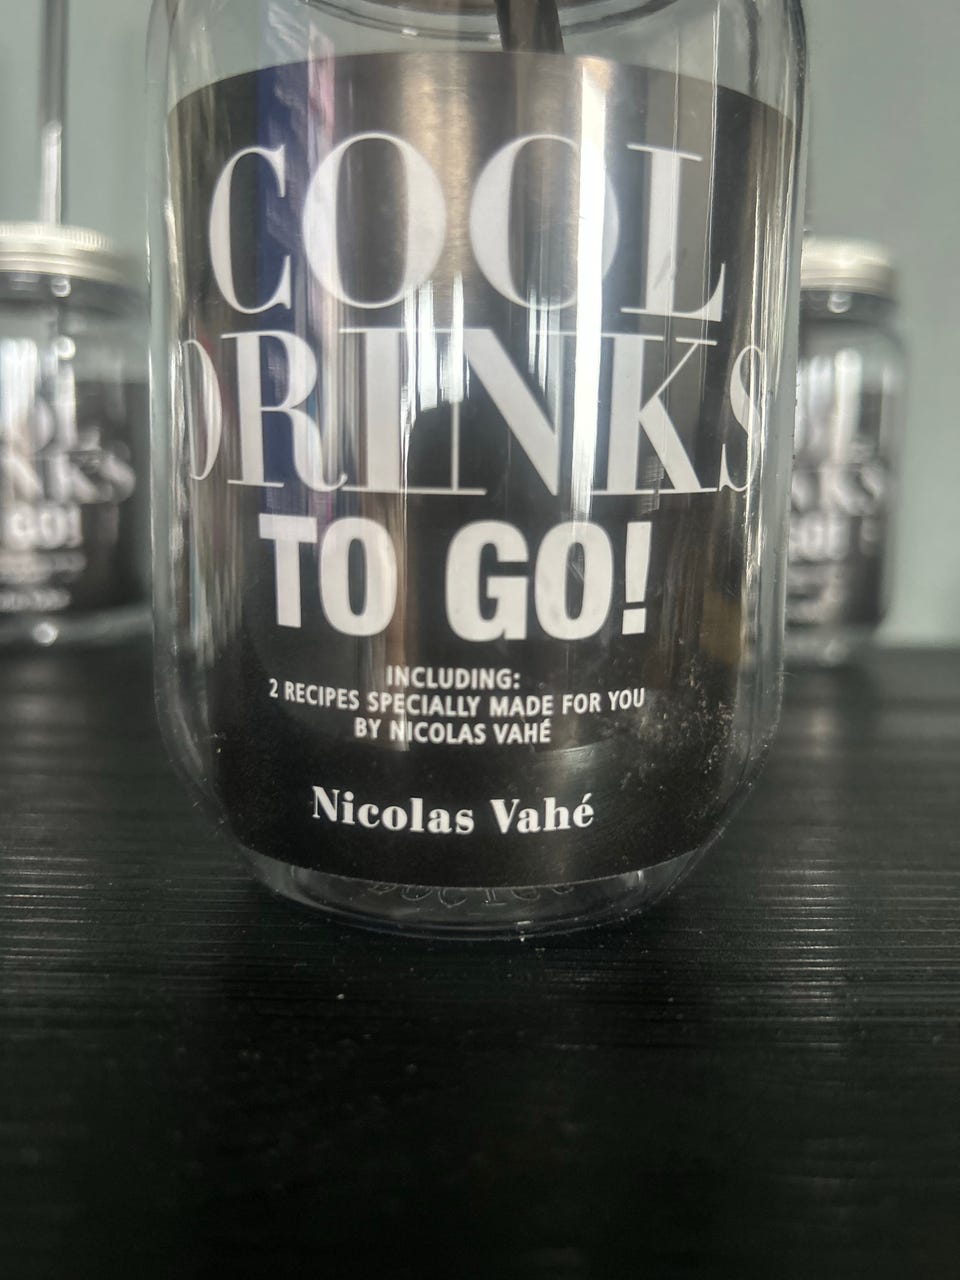 COOL
DRINKS
TO GO!
INCLUDING:
2 RECIPES SPECIALLY MADE FOR YOU
BY NICOLAS VAHÉ
Nicolas Vahé